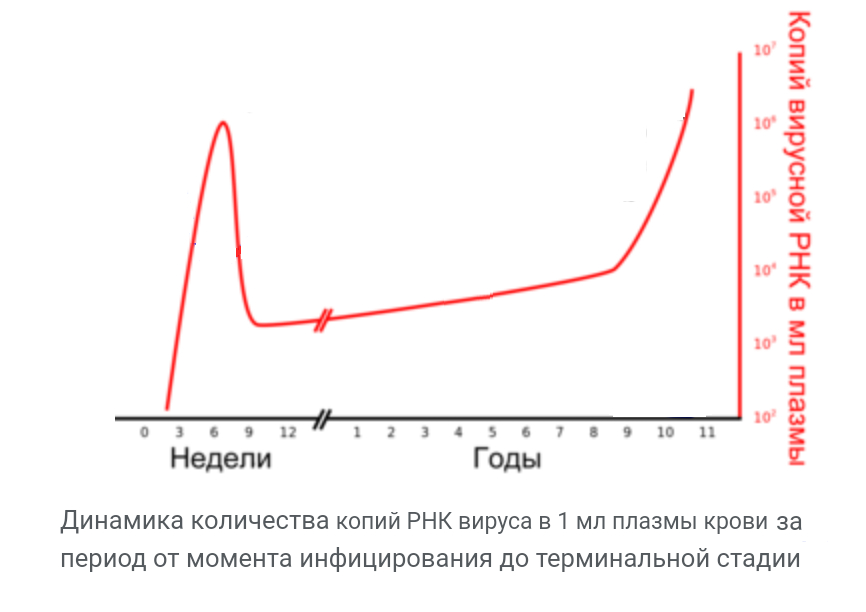 Копий вирусной РНК в мл плазмы
10⁷
10⁶
10⁵
10⁴
10³
10²
0 3 6 9 12 1 2 3 4 5 6 7 8 9 10 11
Недели Годы
Динамика количества копий РНК вируса в 1 мл плазмы крови за
период от момента инфицирования до терминальной стадии